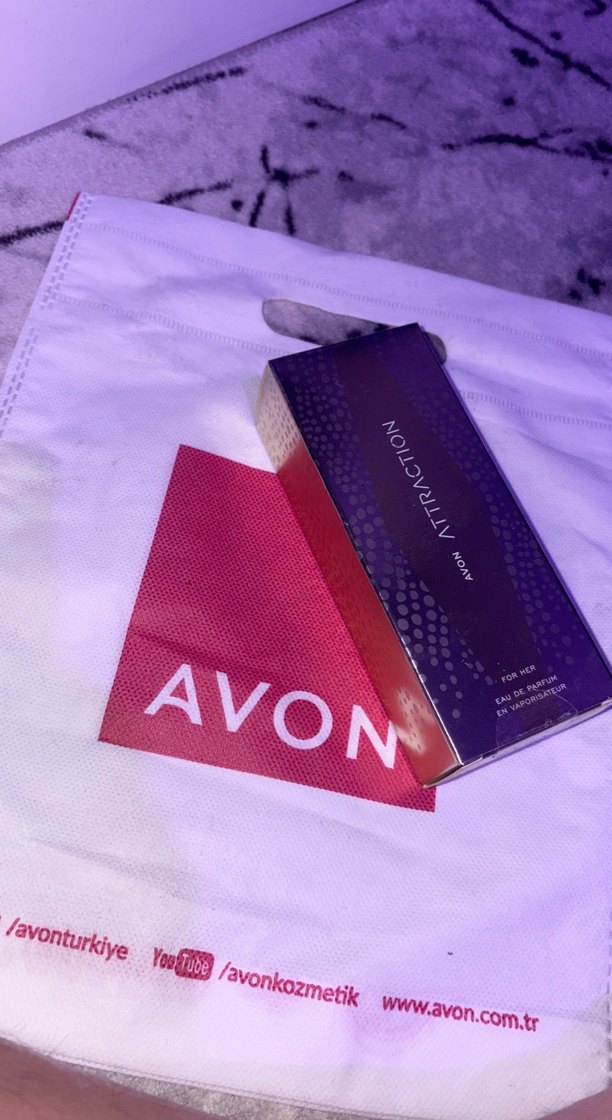 AVON ATTRACTION
FOR HER
EAU DE PARFUM
EN VAPORISATEUR
AVON
/avonturkiye YouTube /avonkozmetik www.avon.com.tr